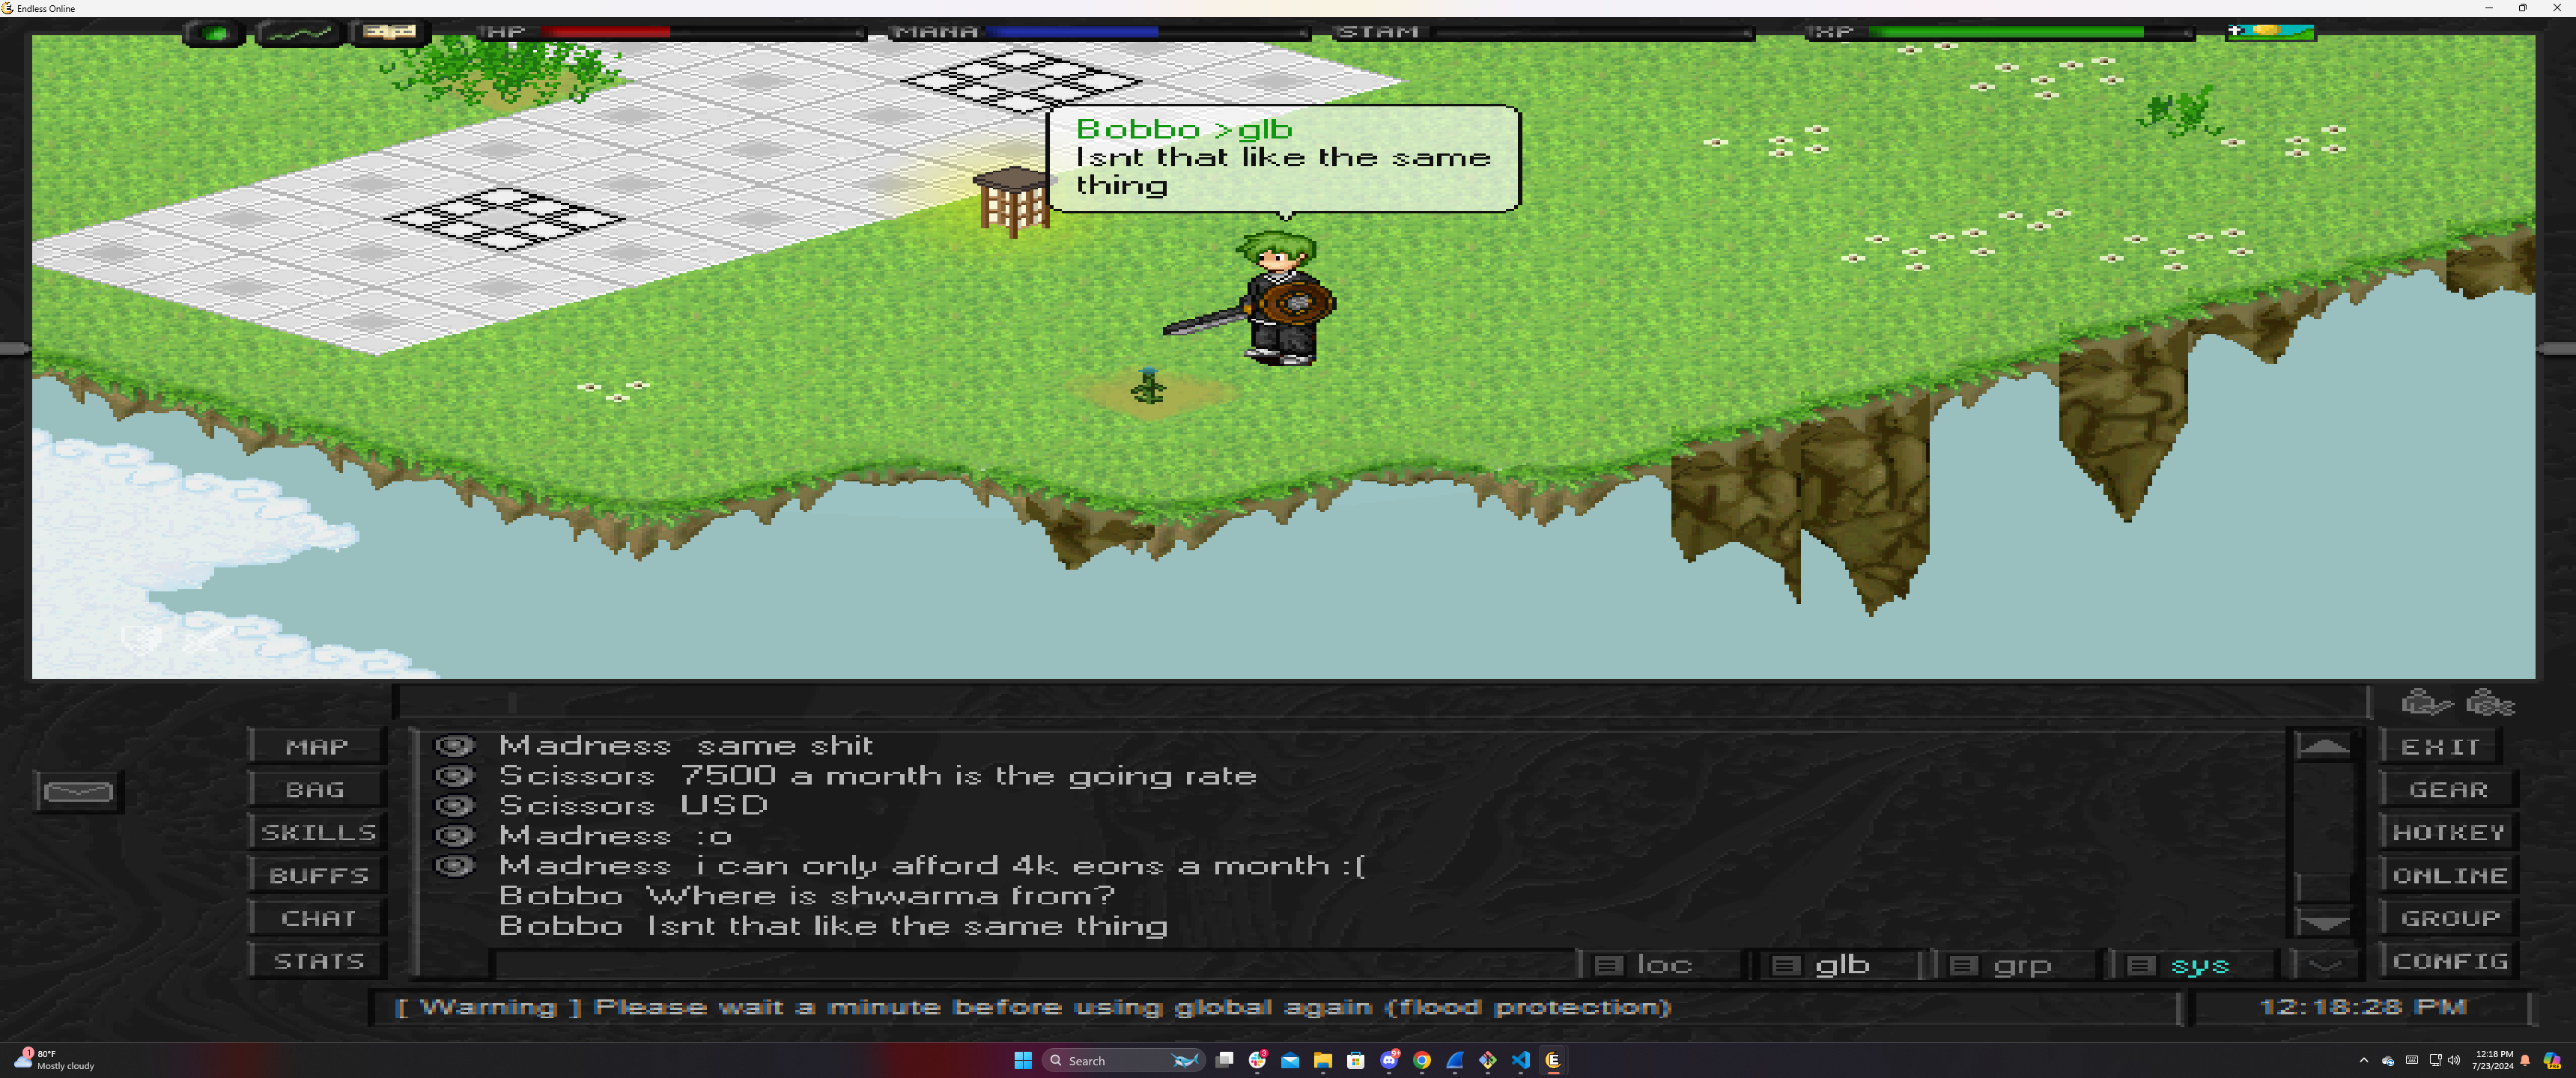 Endless Online
HP
MANA
STAM
XP
Bobbo >glb
Isnt that like the same
thing
MAP
BAG
SKILLS
BUFFS
CHAT
STATS
Madness same shit
Scissors 7500 a month is the going rate
Scissors USD
Madness :o
Madness i can only afford 4k eons a month :(
Bobbo Where is shwarma from?
Bobbo Isnt that like the same thing
EXIT
GEAR
HOTKEY
ONLINE
GROUP
CONFIG
loc
glb
grp
sys
[ Warning ] Please wait a minute before using global again (flood protection)
12:18:28 PM
1
80°F
Mostly cloudy
Search
3
9+
12:18 PM
7/23/2024